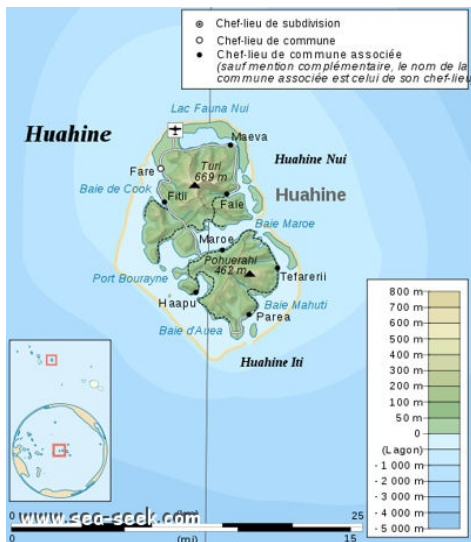 Chef-lieu de subdivision
Chef-lieu de commune
Chef-lieu de commune associée
(sauf mention complémentaire, le nom de la
commune associée est celui de son chef-lieu
Lac Fauna Nui
Huahine
Maeva
Turi
669 m
Huahine Nui
Fare
Baie de Cook
Fitii
Faie
Huahine
Baie Maroe
Maroe
Pohuerahi
462 m
Port Bourayne
Tefarerii
Haapu
Baie Mahuti
Parea
Baie d'Auea
Huahine Iti
800 m
700 m
600 m
500 m
400 m
300 m
200 m
100 m
50 m
0
(Lagon)
- 1 000 m
- 2 000 m
- 3 000 m
- 4 000 m
- 5 000 m
0 (km) 25
www.sea-seek.com
0 (mi) 15